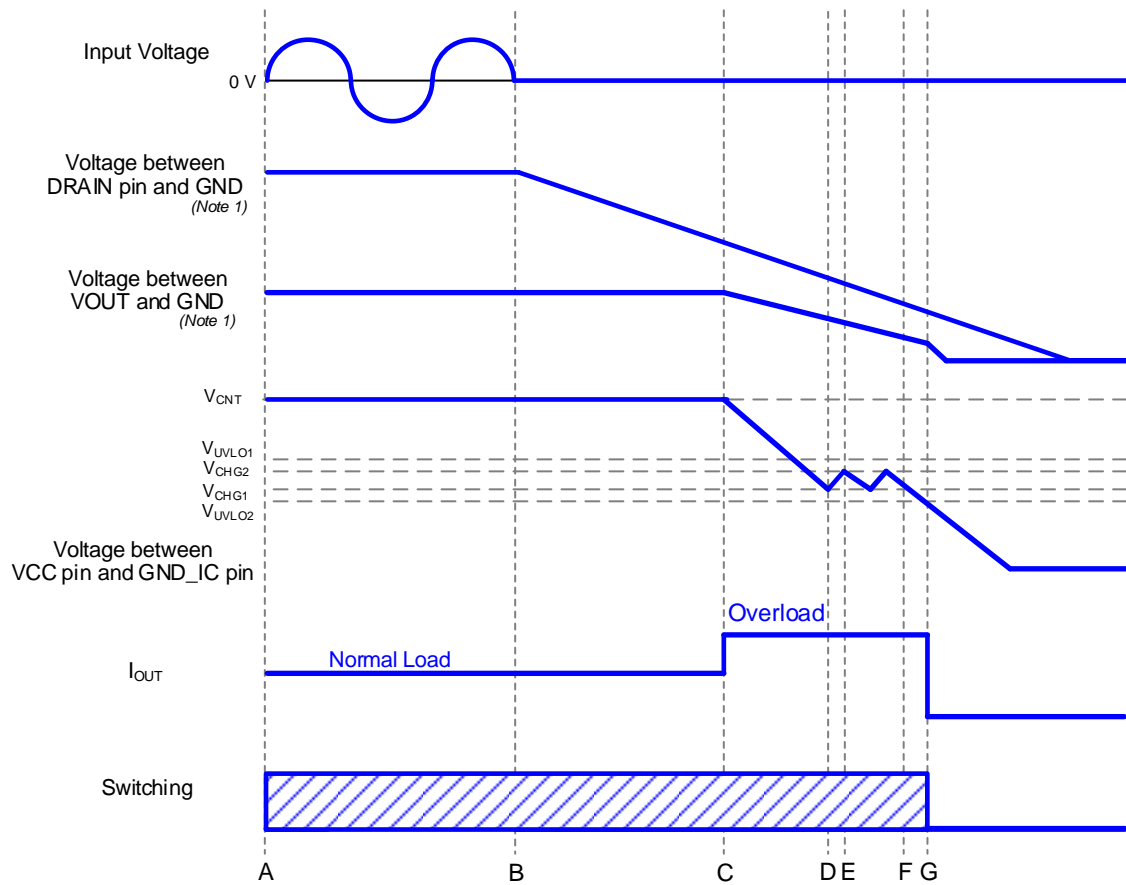 Input Voltage
0 V
Voltage between
DRAIN pin and GND
(Note 1)
Voltage between
VOUT and GND
(Note 1)
VCNT
VUVLO1
VCHG2
VCHG1
VUVLO2
Voltage between
VCC pin and GND_IC pin
Overload
Normal Load
IOUT
Switching
A B C D E F G